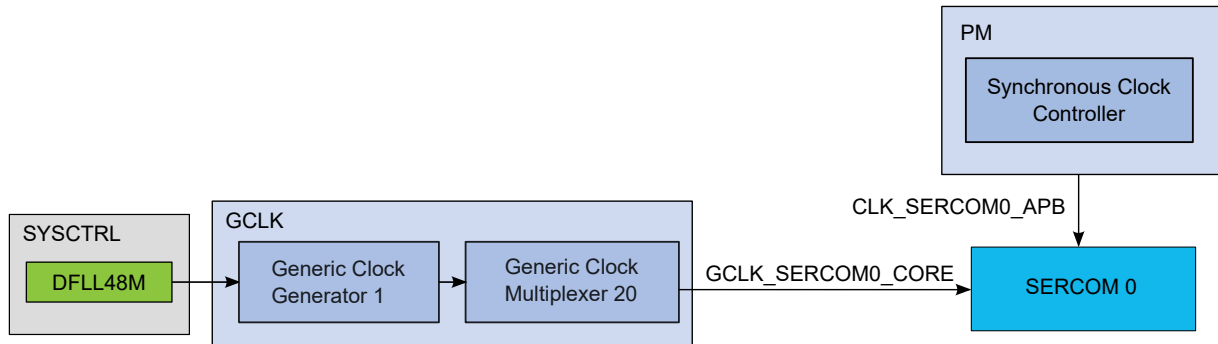 PM
Synchronous Clock
Controller
CLK_SERCOM0_APB
SYSCTRL
DFLL48M
GCLK
Generic Clock
Generator 1
Generic Clock
Multiplexer 20
GCLK_SERCOM0_CORE
SERCOM 0